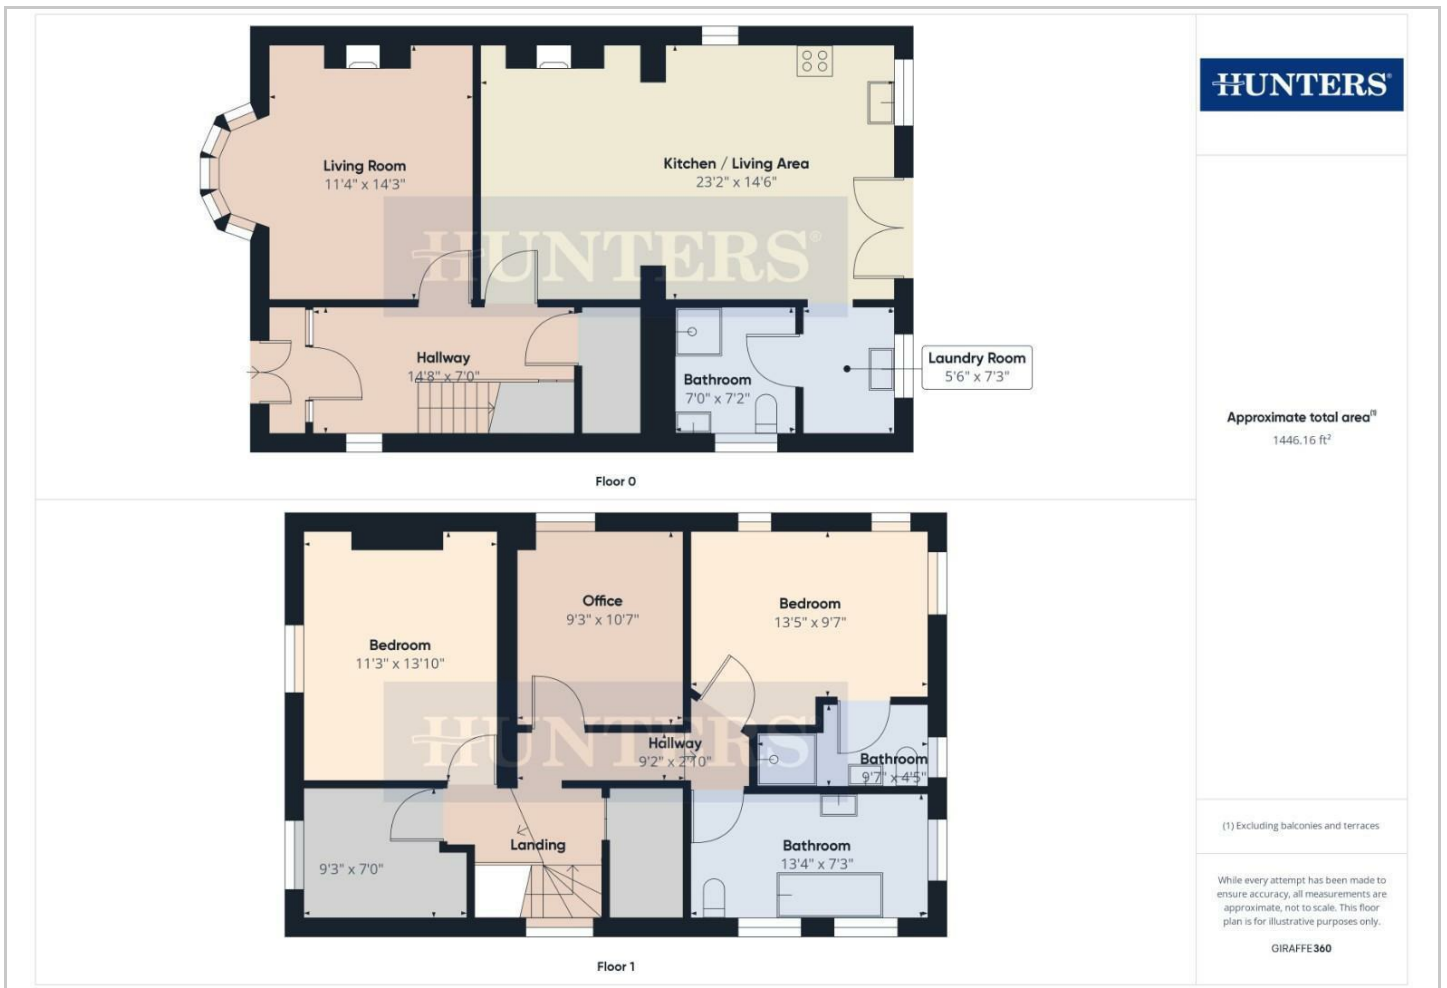 Living Room
11'4" x 14'3"
Kitchen / Living Area
23'2" x 14'6"
HUNTERS®
Hallway
14'8" x 7'0"
Bathroom
7'0" x 7'2"
Laundry Room
5'6" x 7'3"
Floor 0
Bedroom
11'3" x 13'10"
Office
9'3" x 10'7"
Bedroom
13'5" x 9'7"
HUNTERS
Hallway
9'2" x 2'10"
Bathroom
9'7" x 4'5"
Landing
9'3" x 7'0"
Bathroom
13'4" x 7'3"
Floor 1
HUNTERS®
Approximate total area⁽¹⁾
1446.16 ft²
(1) Excluding balconies and terraces
While every attempt has been made to
ensure accuracy, all measurements are
approximate, not to scale. This floor
plan is for illustrative purposes only.
GIRAFFE360